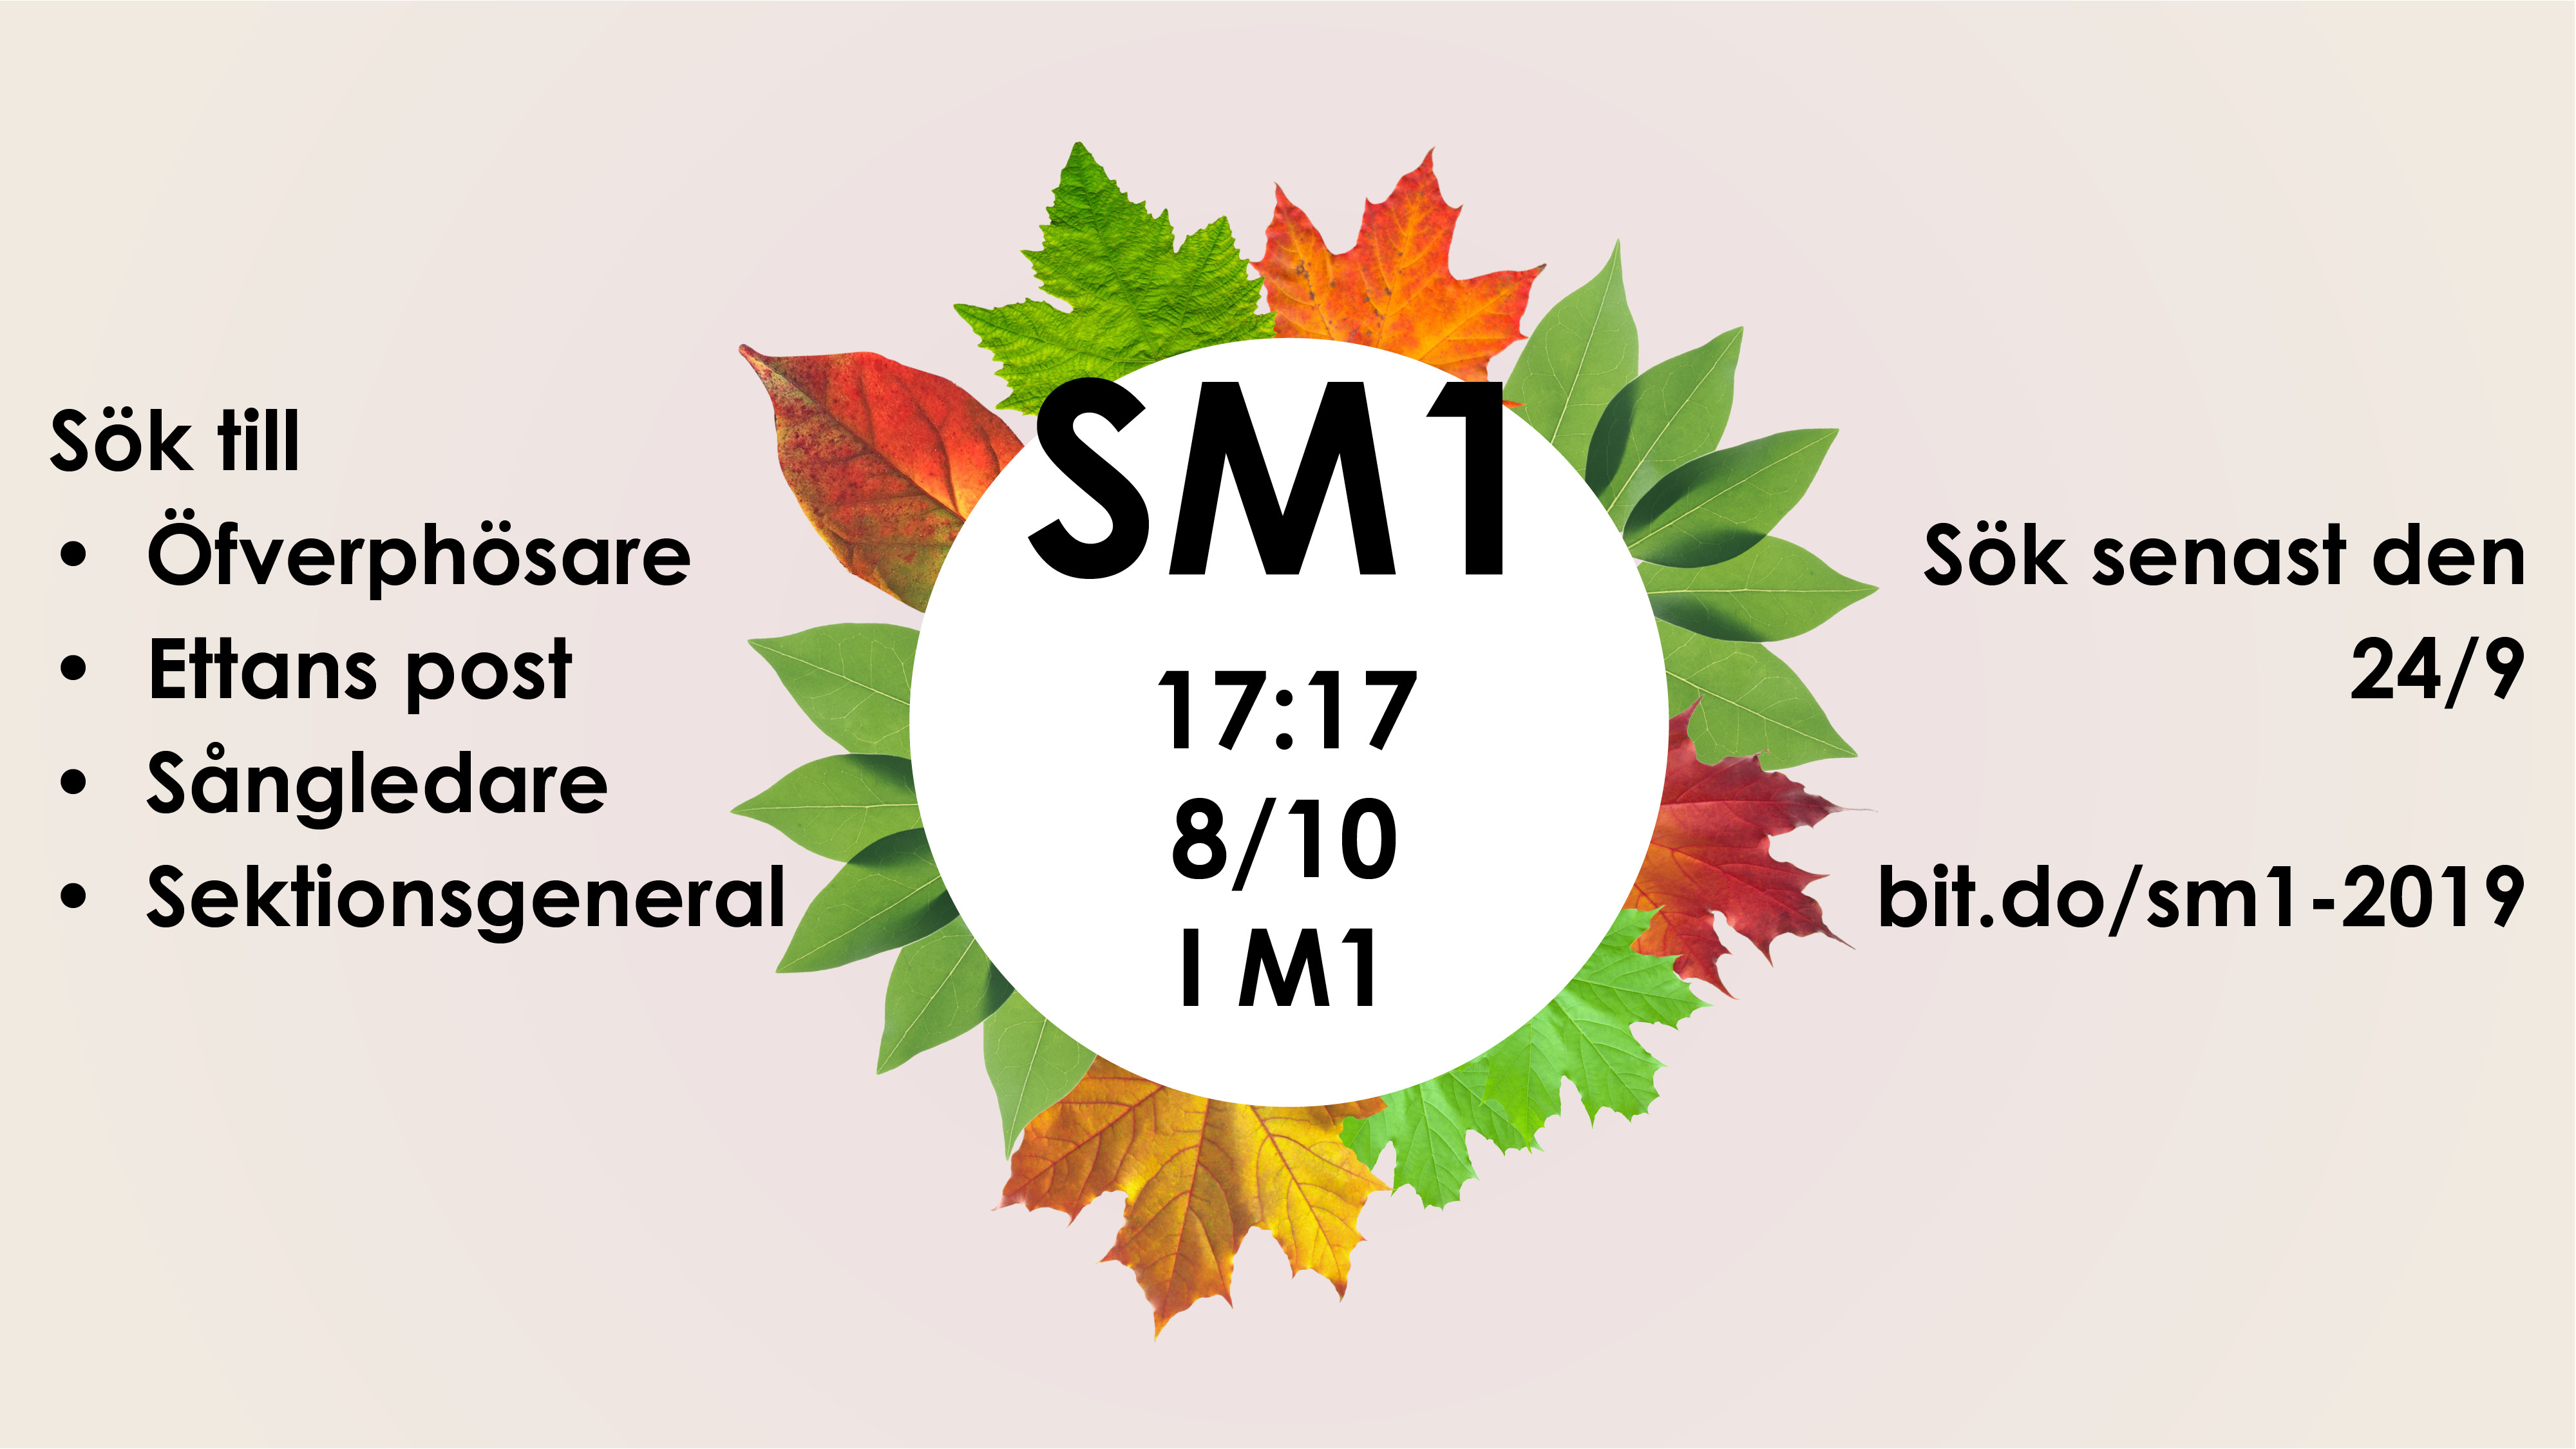 Sök till
• Öfverphösare
• Ettans post
• Sångledare
• Sektionsgeneral
SM1
17:17
8/10
I M1
Sök senast den
24/9
bit.do/sm1-2019